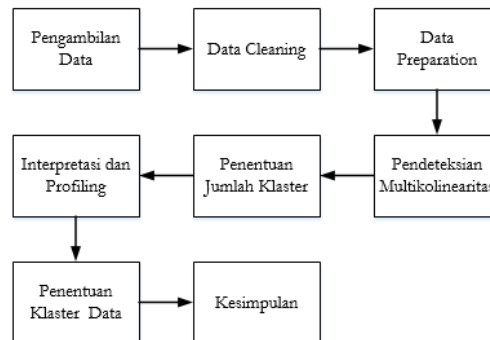 Pengambilan
Data
Data Cleaning
Data
Preparation
Pendeteksian
Multikolinearitas
Penentuan
Jumlah Klaster
Interpretasi dan
Profiling
Penentuan
Klaster Data
Kesimpulan